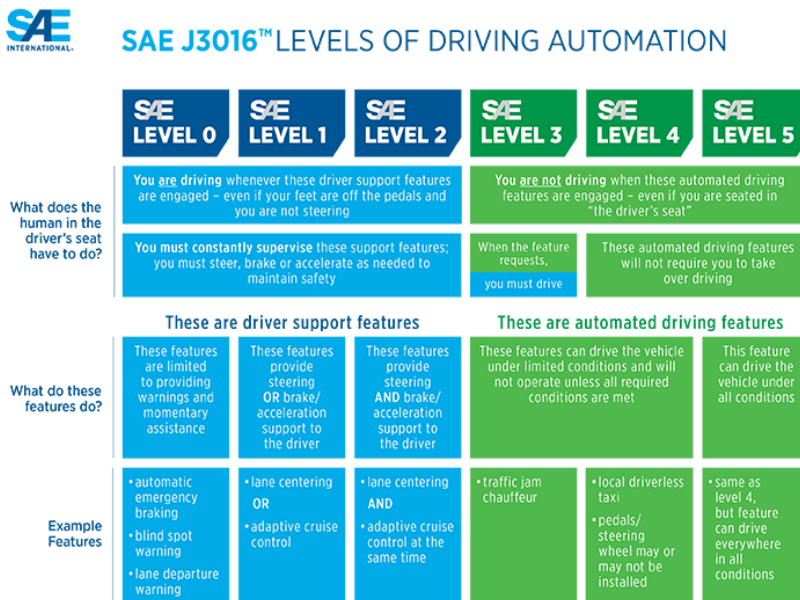 SAE
INTERNATIONAL®
SAE J3016™ LEVELS OF DRIVING AUTOMATION
SAE
LEVEL 0
SAE
LEVEL 1
SAE
LEVEL 2
SAE
LEVEL 3
SAE
LEVEL 4
SAE
LEVEL 5
What does the
human in the
driver's seat
have to do?
You are driving whenever these driver support features
are engaged – even if your feet are off the pedals and
you are not steering
You are not driving when these automated driving
features are engaged – even if you are seated in
"the driver's seat"
You must constantly supervise these support features;
you must steer, brake or accelerate as needed to
maintain safety
When the feature
requests,
you must drive
These automated driving features
will not require you to take
over driving
These are driver support features
These are automated driving features
What do these
features do?
These features
are limited
to providing
warnings and
momentary
assistance
These features
provide
steering
OR brake/
acceleration
support to
the driver
These features
provide
steering
AND brake/
acceleration
support to
the driver
These features can drive the vehicle
under limited conditions and will
not operate unless all required
conditions are met
This feature
can drive the
vehicle under
all conditions
Example
Features
• automatic
emergency
braking
• blind spot
warning
• lane departure
warning
• lane centering
OR
• adaptive cruise
control
• lane centering
AND
• adaptive cruise
control at the
same time
• traffic jam
chauffeur
• local driverless
taxi
• pedals/
steering
wheel may or
may not be
installed
• same as
level 4,
but feature
can drive
everywhere
in all
conditions